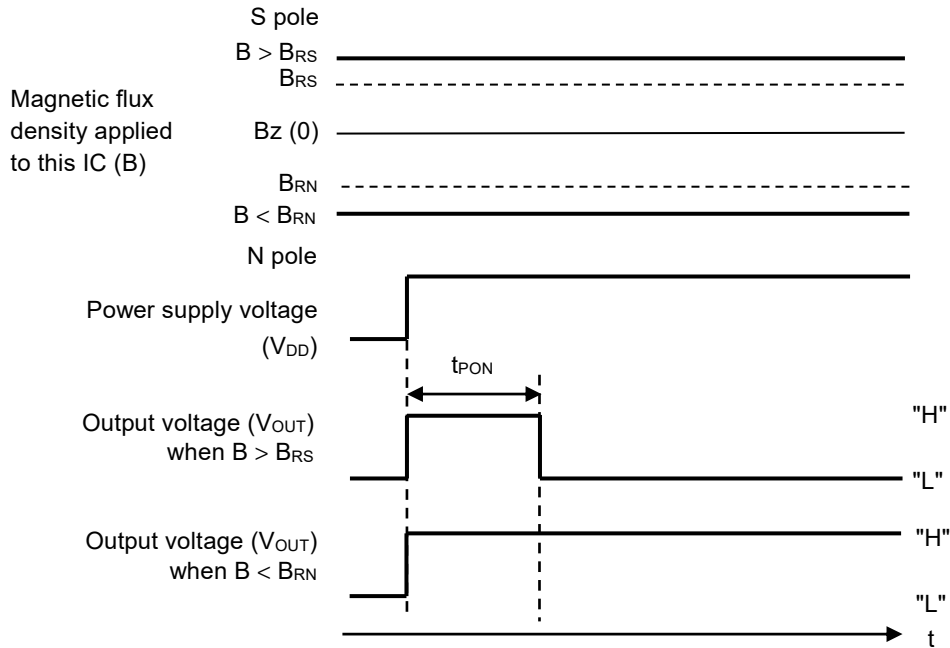 S pole
B > BRS
BRS
Magnetic flux
density applied
to this IC (B)
Bz (0)
BRN
B < BRN
N pole
Power supply voltage
(VDD)
tPON
Output voltage (VOUT)
when B > BRS
"H"
"L"
Output voltage (VOUT)
when B < BRN
"H"
"L"
t